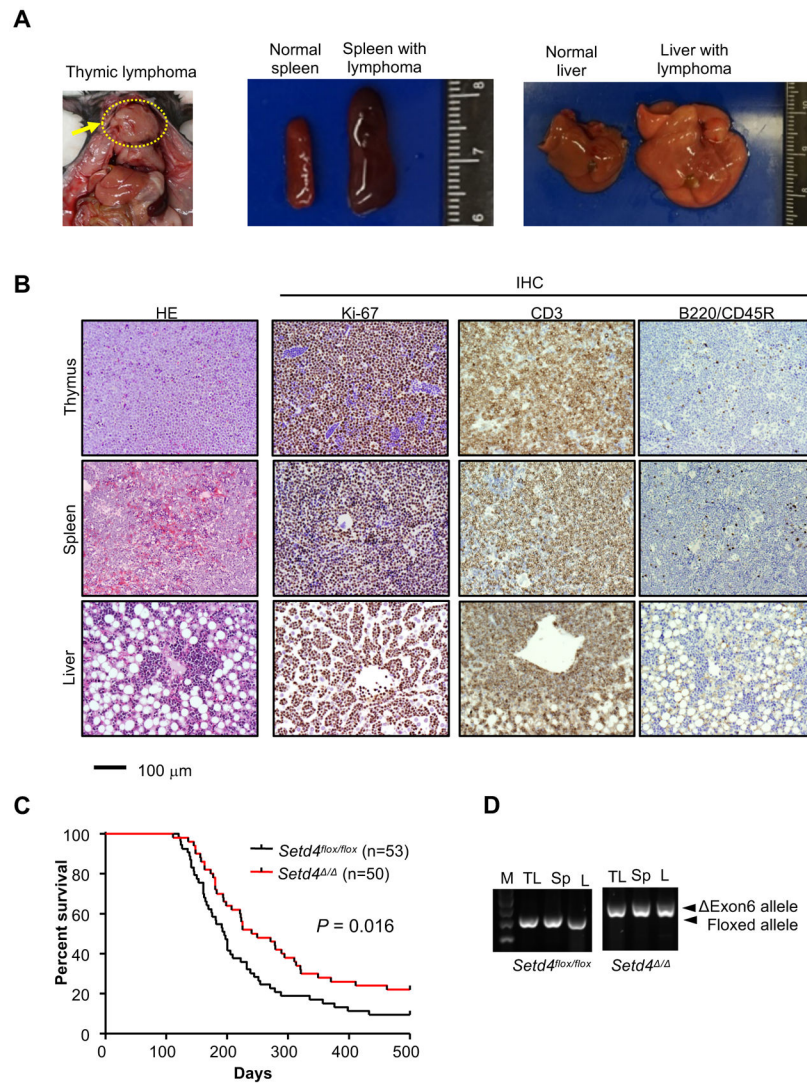 A
Thymic lymphoma
Normal
spleen
Spleen with
lymphoma
8
7
6
Normal
liver
Liver with
lymphoma
B
IHC
HE
Ki-67
CD3
B220/CD45R
Thymus
Spleen
Liver
100 μm
C
Percent survival
100
80
60
40
20
0
0
100
200
300
400
500
Days
Setd4flox/flox (n=53)
Setd4Δ/Δ (n=50)
P = 0.016
D
M TL Sp L
TL Sp L
ΔExon6 allele
Floxed allele
Setd4flox/flox
Setd4Δ/Δ